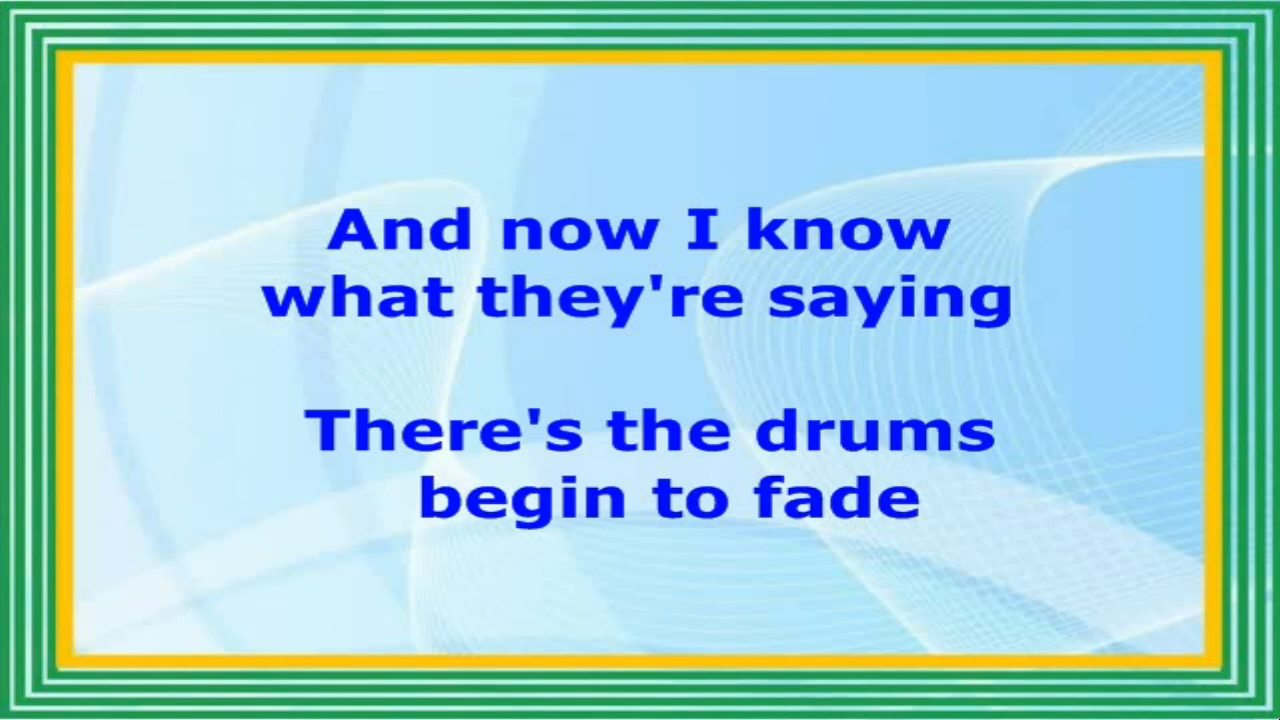 And now I know
what they're saying
There's the drums
begin to fade